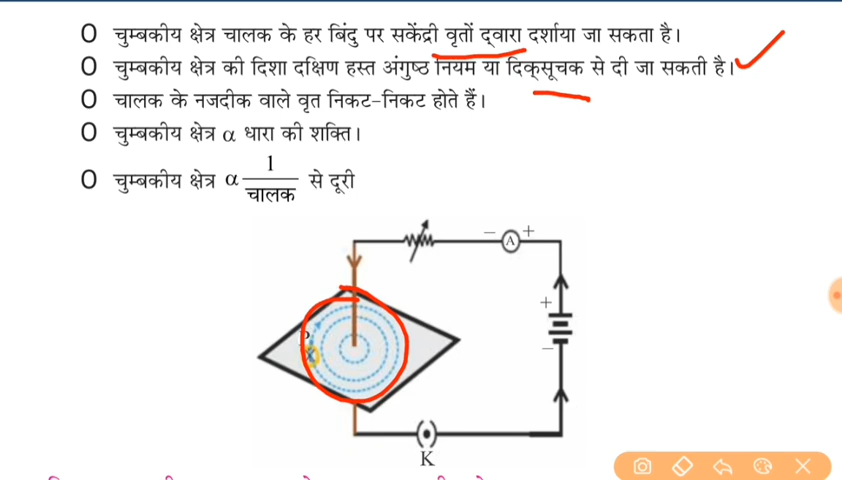 O चुम्बकीय क्षेत्र चालक के हर बिंदु पर सकेंद्री वृतों द्वारा दर्शाया जा सकता है।
O चुम्बकीय क्षेत्र की दिशा दक्षिण हस्त अंगुष्ठ नियम या दिक्सूचक से दी जा सकती है।
O चालक के नजदीक वाले वृत निकट-निकट होते हैं।
O चुम्बकीय क्षेत्र α धारा की शक्ति।
O चुम्बकीय क्षेत्र α 1/चालक से दूरी
− A +
+
P
−
K